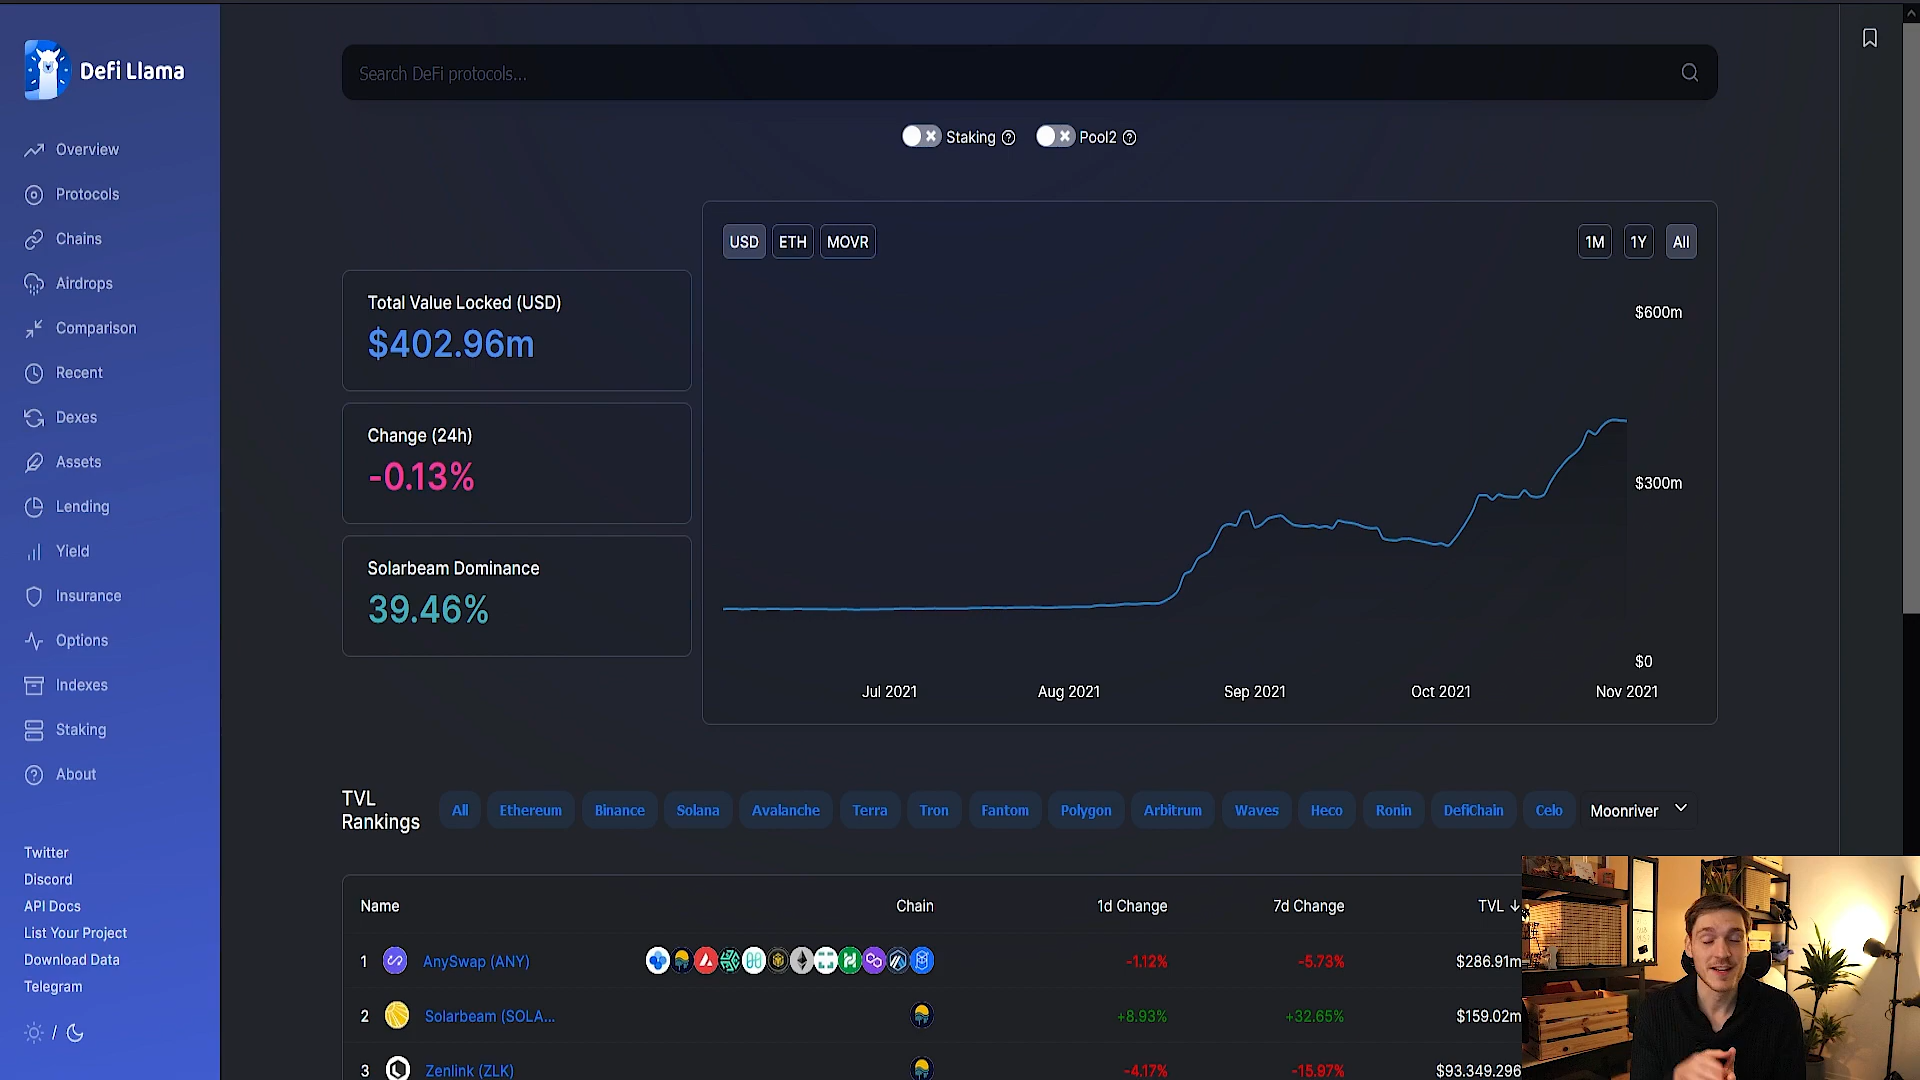 Defi Llama
Overview
Protocols
Chains
Airdrops
Comparison
Recent
Dexes
Assets
Lending
Yield
Insurance
Options
Indexes
Staking
About
Twitter
Discord
API Docs
List Your Project
Download Data
Telegram
/
Search DeFi protocols...
Staking
Pool2
Total Value Locked (USD)
$402.96m
Change (24h)
-0.13%
Solarbeam Dominance
39.46%
USD ETH MOVR
1M 1Y All
$600m
$300m
$0
Jul 2021 Aug 2021 Sep 2021 Oct 2021 Nov 2021
TVL
Rankings
All Ethereum Binance Solana Avalanche Terra Tron Fantom Polygon Arbitrum Waves Heco Ronin DefiChain Celo Moonriver
Name Chain 1d Change 7d Change TVL
1 AnySwap (ANY) -1.12% -5.73% $286.91m
2 Solarbeam (SOLA... +8.93% +32.65% $159.02m
3 Zenlink (ZLK) -4.17% -15.97% $93.349.296